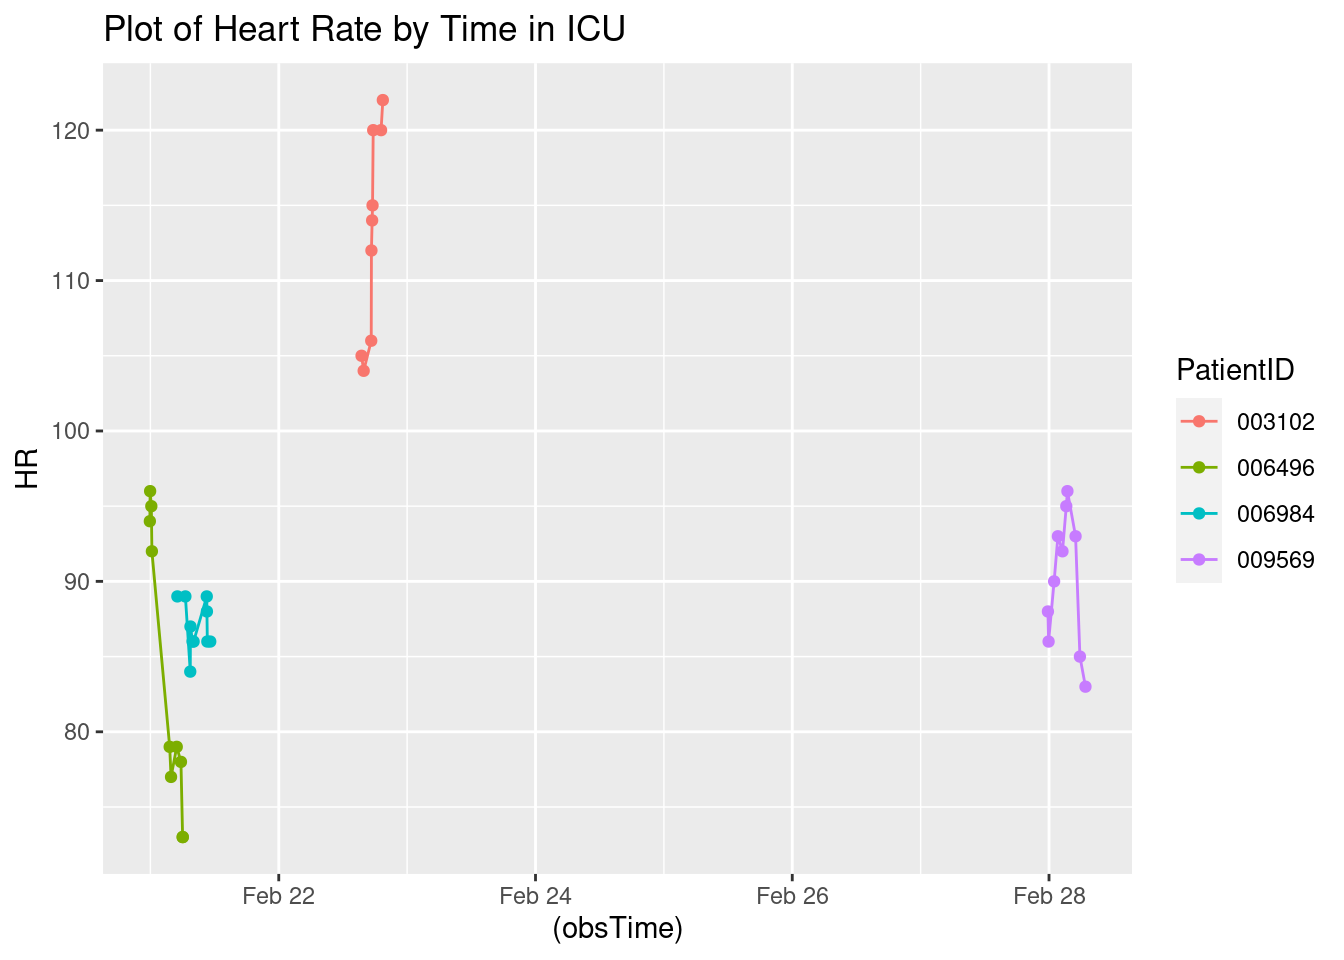 Plot of Heart Rate by Time in ICU
120
110
100
90
80
HR
Feb 22
Feb 24
Feb 26
Feb 28
(obsTime)
PatientID
003102
006496
006984
009569